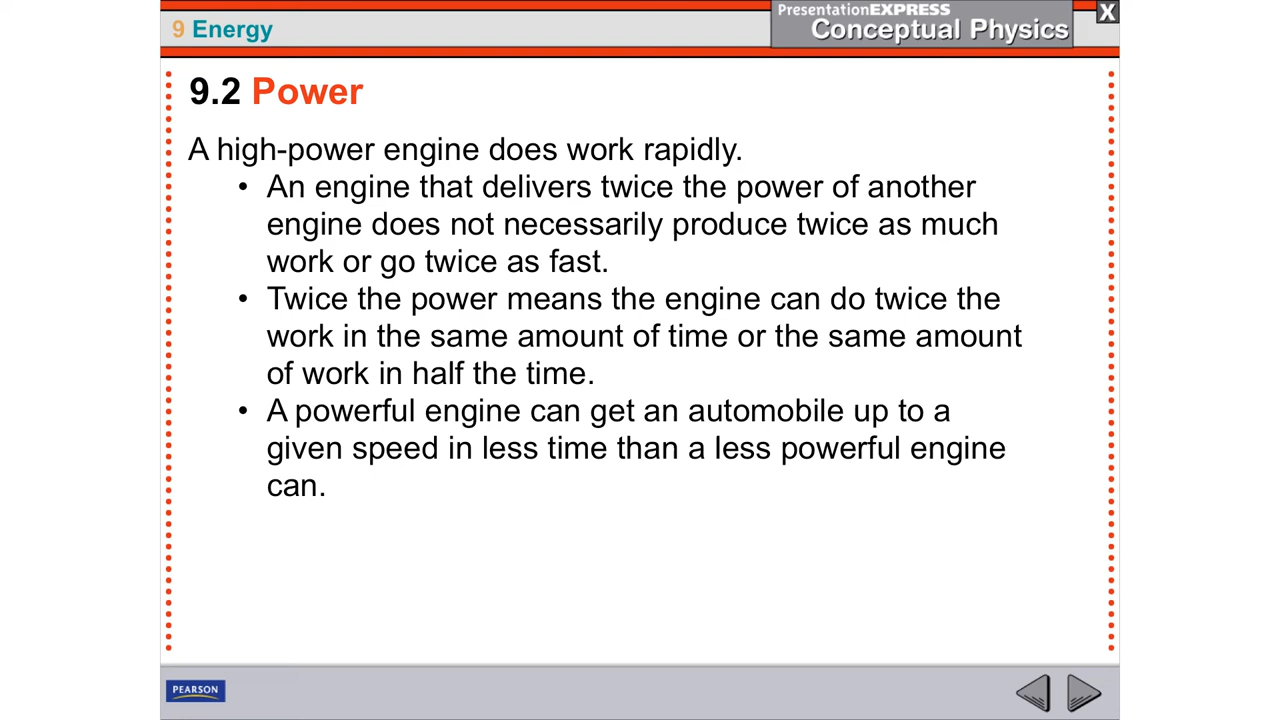 9 Energy
PresentationEXPRESS
Conceptual Physics
X
9.2 Power
A high-power engine does work rapidly.
• An engine that delivers twice the power of another
engine does not necessarily produce twice as much
work or go twice as fast.
• Twice the power means the engine can do twice the
work in the same amount of time or the same amount
of work in half the time.
• A powerful engine can get an automobile up to a
given speed in less time than a less powerful engine
can.
PEARSON